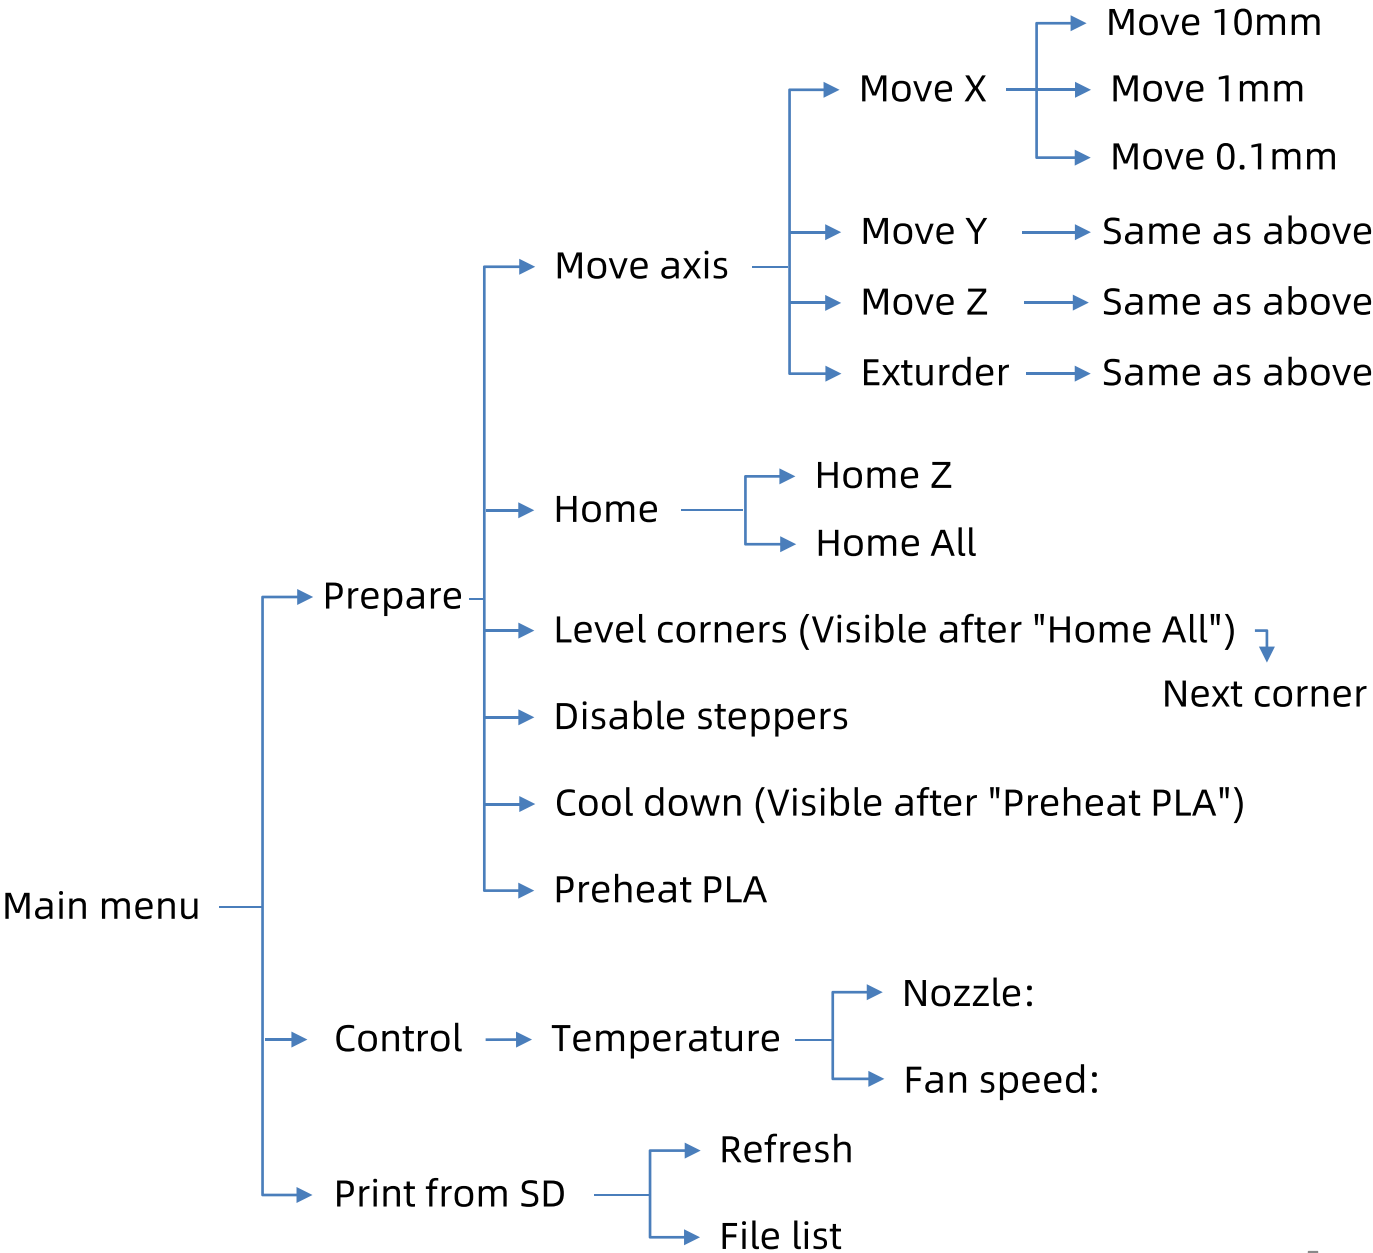 Move 10mm
Move X
Move 1mm
Move 0.1mm
Move Y
Same as above
Move axis
Move Z
Same as above
Exturder
Same as above
Home Z
Home
Home All
Prepare
Level corners (Visible after "Home All")
Next corner
Disable steppers
Cool down (Visible after "Preheat PLA")
Preheat PLA
Main menu
Nozzle:
Control
Temperature
Fan speed:
Refresh
Print from SD
File list